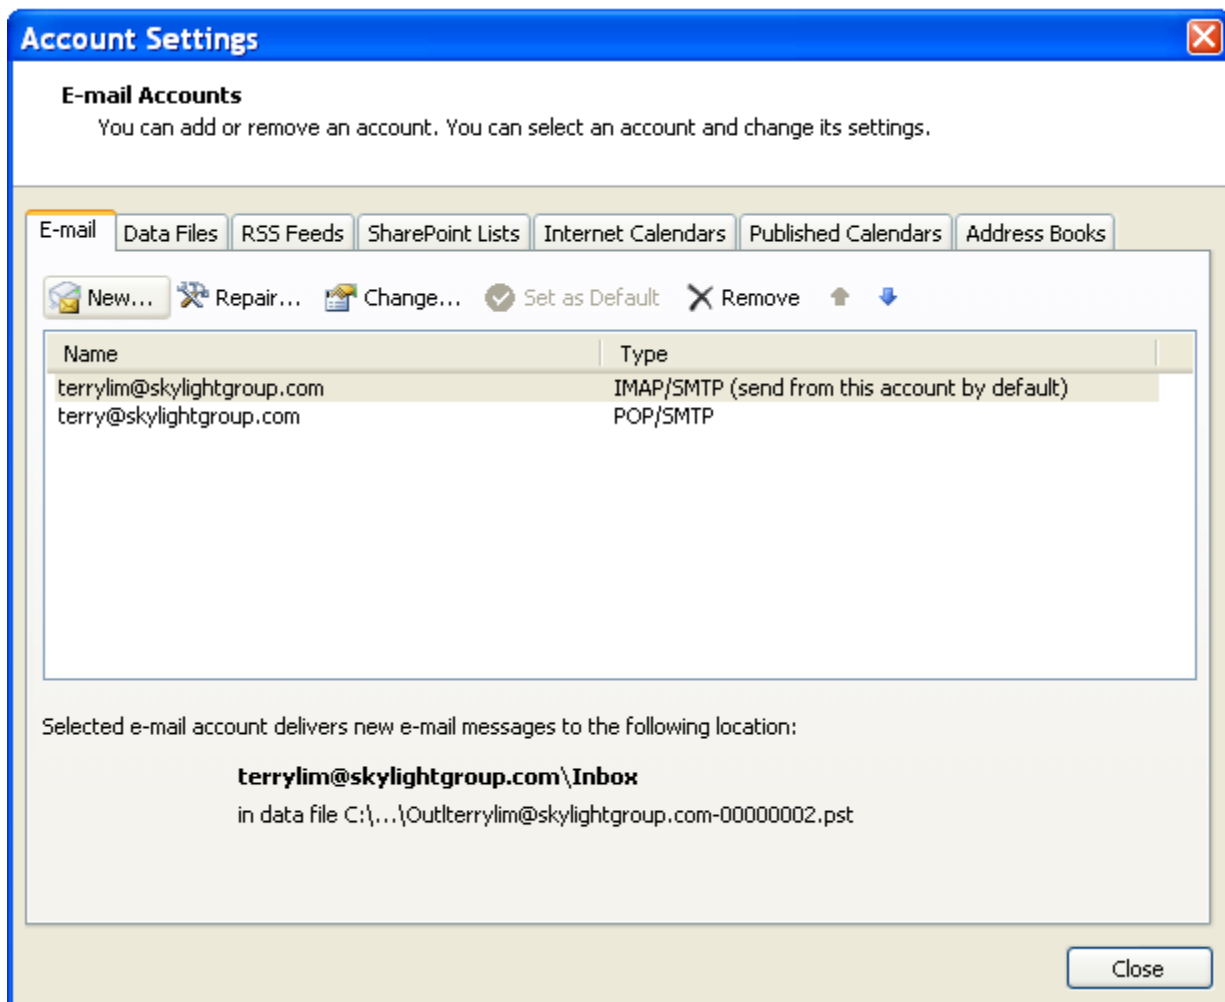 Account Settings
E-mail Accounts
You can add or remove an account. You can select an account and change its settings.
E-mail Data Files RSS Feeds SharePoint Lists Internet Calendars Published Calendars Address Books
New... Repair... Change... Set as Default Remove
Name Type
terrylim@skylightgroup.com IMAP/SMTP (send from this account by default)
terry@skylightgroup.com POP/SMTP
Selected e-mail account delivers new e-mail messages to the following location:
terrylim@skylightgroup.com\Inbox
in data file C:\...\Outlterrylim@skylightgroup.com-00000002.pst
Close